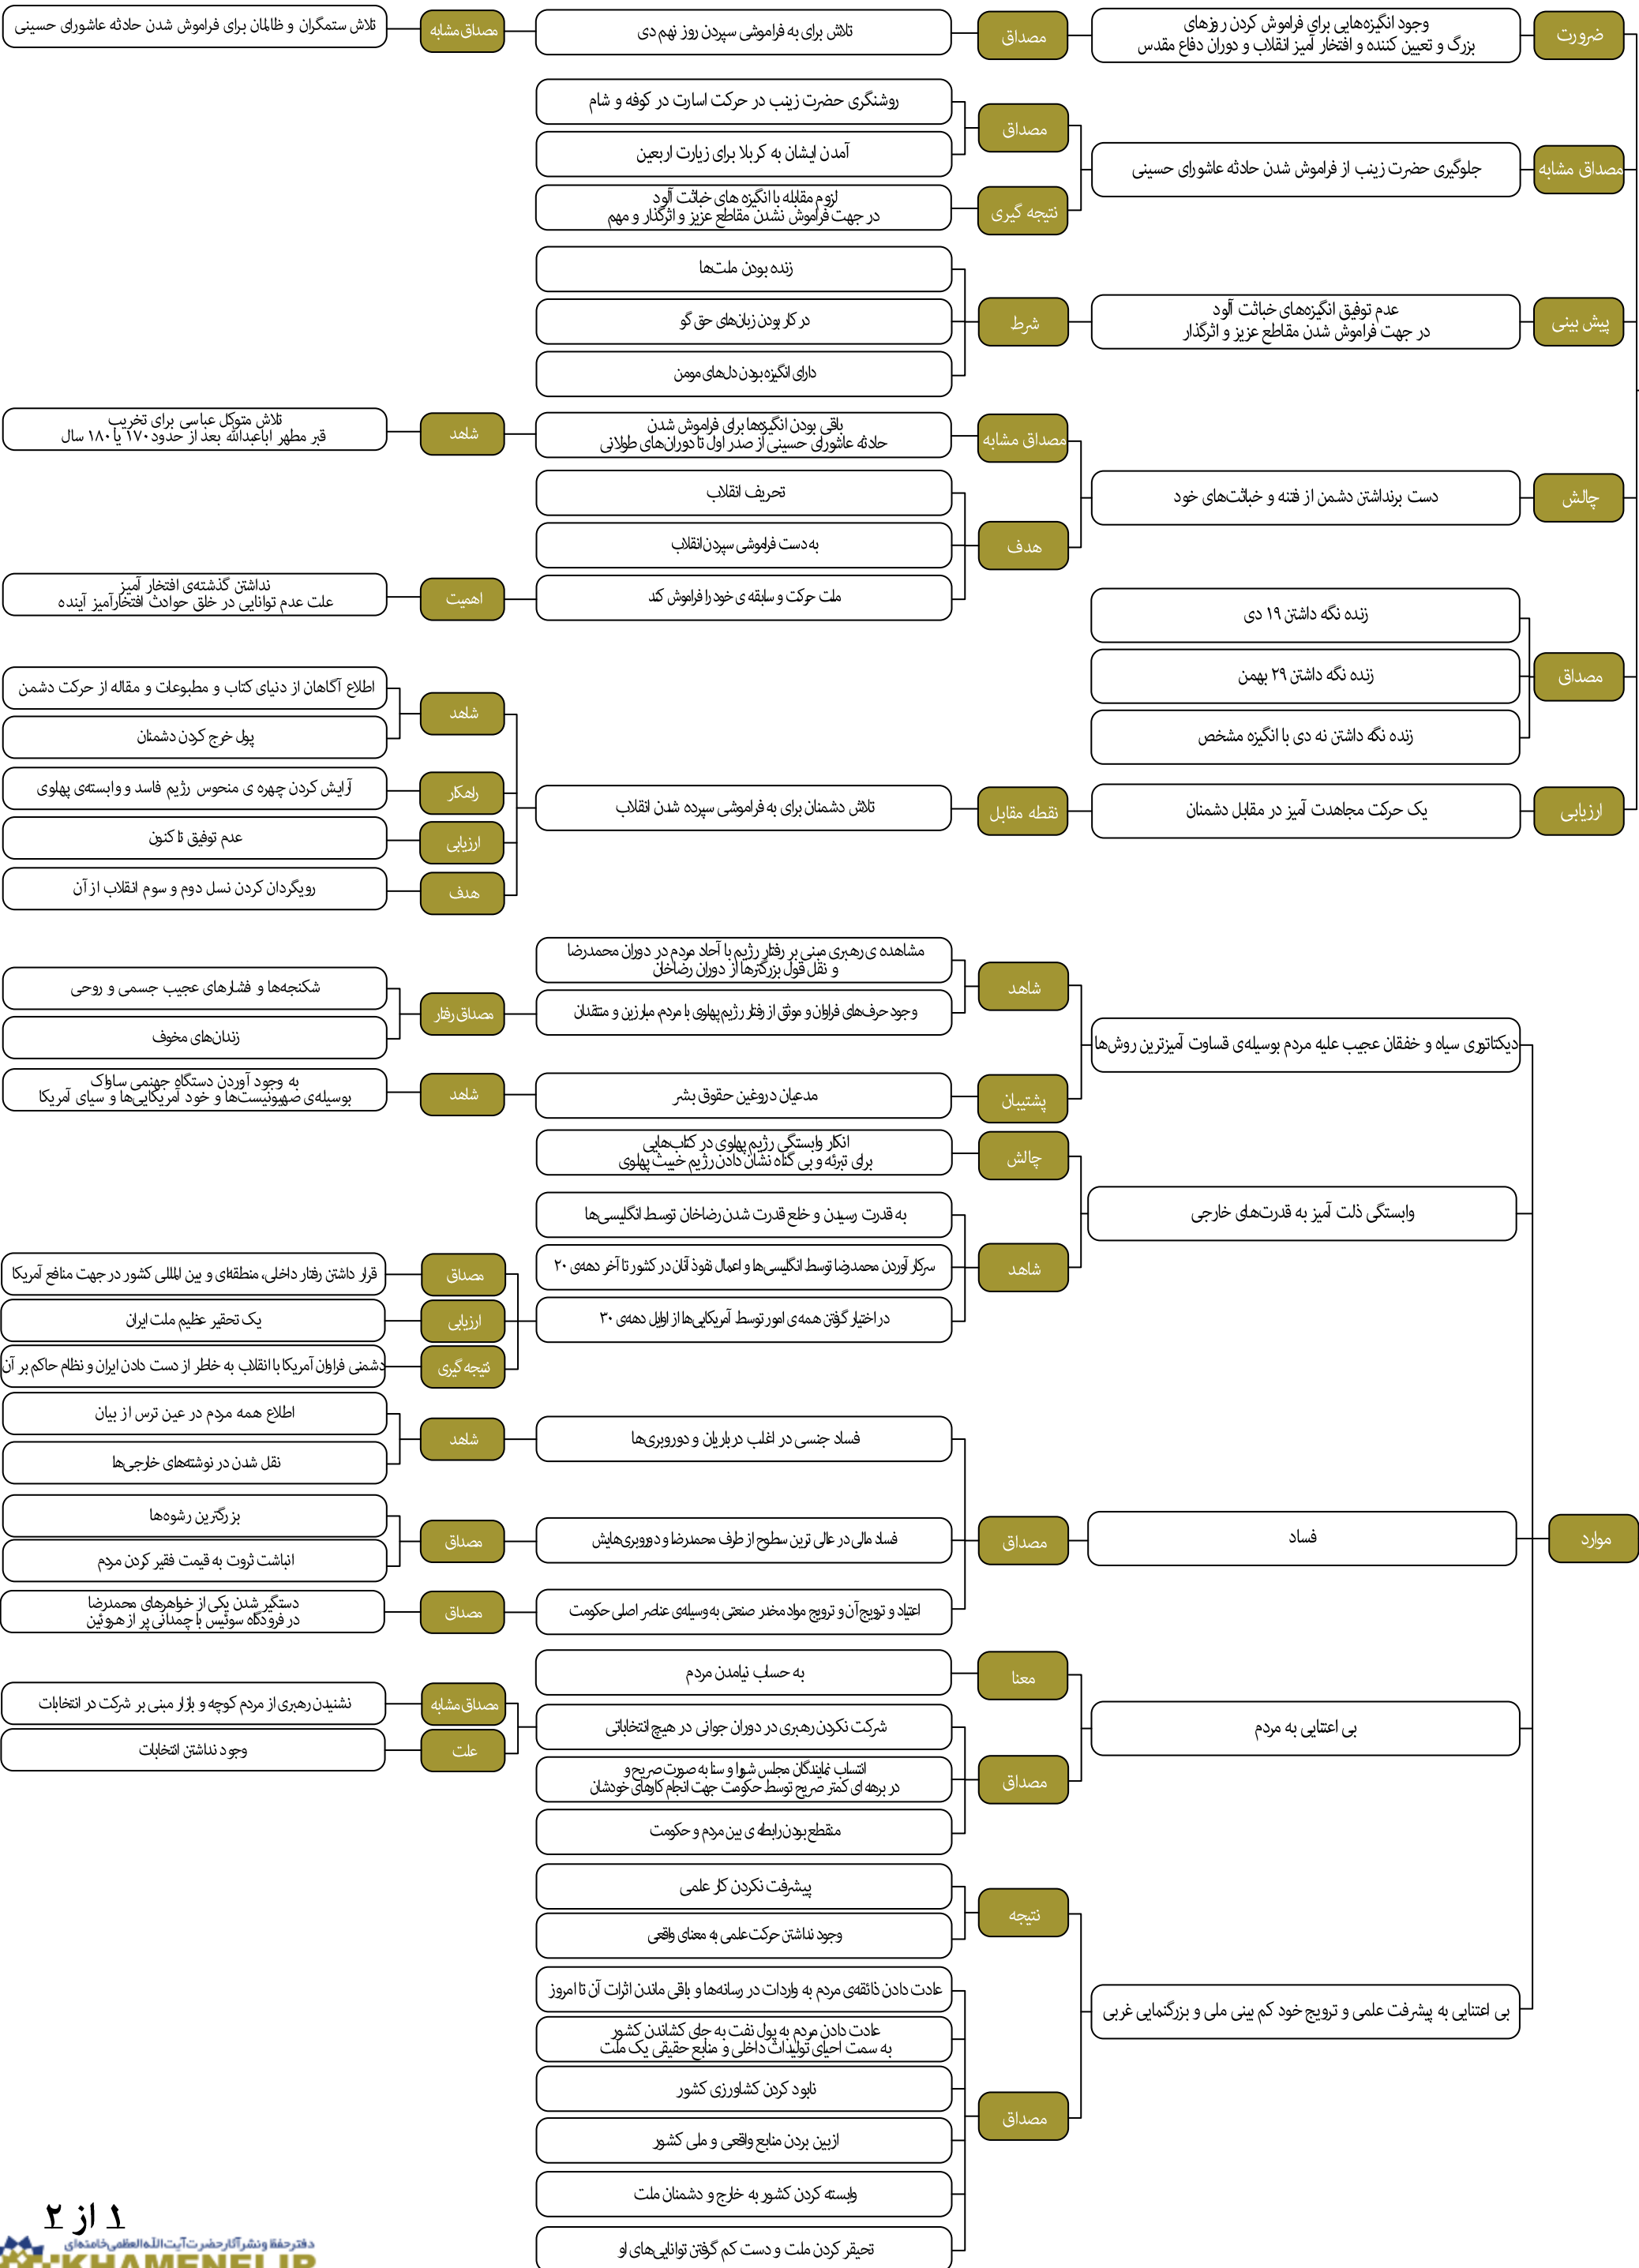 ضرورت
وجود انگیزه‌هایی برای فراموش کردن روزهای
بزرگ و تعیین کننده و افتخار آمیز انقلاب و دوران دفاع مقدس
مصداق
تلاش برای به فراموشی سپردن روز نهم دی
مصداق مشابه
تلاش ستمگران و ظالمان برای فراموش شدن حادثه عاشورای حسینی
مصداق مشابه
جلوگیری حضرت زینب از فراموش شدن حادثه عاشورای حسینی
مصداق
روشنگری حضرت زینب در حرکت اسارت در کوفه و شام
آمدن ایشان به کربلا برای زیارت اربعین
نتیجه گیری
لزوم مقابله با انگیزه های خباثت آلود
در جهت فراموش نشدن مقاطع عزیز و اثرگذار و مهم
پیش بینی
عدم توفیق انگیزه‌های خباثت آلود
در جهت فراموش شدن مقاطع عزیز و اثرگذار
شرط
زنده بودن ملت‌ها
در کار بودن زبان‌های حق گو
دارای انگیزه بودن دل‌های مومن
چالش
دست برنداشتن دشمن از فتنه و خباثت‌های خود
مصداق مشابه
باقی بودن انگیزه‌ها برای فراموش شدن
حادثه عاشورای حسینی از صدر اول تا دوران‌های طولانی
شاهد
تلاش متوکل عباسی برای تخریب
قبر مطهر اباعبدالله بعد از حدود ۱۷۰ یا ۱۸۰ سال
هدف
تحریف انقلاب
به دست فراموشی سپردن انقلاب
ملت حرکت و سابقه ی خود را فراموش کند
اهمیت
نداشتن گذشته‌ی افتخار آمیز
علت عدم توانایی در خلق حوادث افتخارآمیز آینده
مصداق
زنده نگه داشتن ۱۹ دی
زنده نگه داشتن ۲۹ بهمن
زنده نگه داشتن نه دی با انگیزه مشخص
ارزیابی
یک حرکت مجاهدت آمیز در مقابل دشمنان
نقطه مقابل
تلاش دشمنان برای به فراموشی سپرده شدن انقلاب
شاهد
اطلاع آگاهان از دنیای کتاب و مطبوعات و مقاله از حرکت دشمن
پول خرج کردن دشمنان
راهکار
آرایش کردن چهره ی منحوس رژیم فاسد و وابسته‌ی پهلوی
ارزیابی
عدم توفیق تا کنون
هدف
رویگردان کردن نسل دوم و سوم انقلاب از آن
موارد
دیکتاتوری سیاه و خفقان عجیب علیه مردم بوسیله‌ی قساوت آمیزترین روش‌ها
شاهد
مشاهده ی رهبری مبنی بر رفتار رژیم با آحاد مردم در دوران محمدرضا
و نقل قول بزرگترها از دوران رضاخان
وجود حرف‌های فراوان و موثق از رفتار رژیم پهلوی با مردم، مبارزین و منتقدان
مصداق رفتار
شکنجه‌ها و فشارهای عجیب جسمی و روحی
زندان‌های مخوف
پشتیبان
مدعیان دروغین حقوق بشر
شاهد
به وجود آوردن دستگاه جهنمی ساواک
بوسیله‌ی صهیونیست‌ها و خود آمریکایی‌ها و سیای آمریکا
وابستگی ذلت آمیز به قدرت‌های خارجی
چالش
انکار وابستگی رژیم پهلوی در کتاب‌هایی
برای تبرئه و بی گناه نشان دادن رژیم خبیث پهلوی
شاهد
به قدرت رسیدن و خلع قدرت شدن رضاخان توسط انگلیسی‌ها
سرکار آوردن محمدرضا توسط انگلیسی‌ها و اعمال نفوذ آنان در کشور تا آخر دهه‌ی ۲۰
در اختیار گرفتن همه ی امور توسط آمریکایی‌ها از اوایل دهه‌ی ۳۰
مصداق
قرار داشتن رفتار داخلی، منطقه‌ای و بین المللی کشور در جهت منافع آمریکا
ارزیابی
یک تحقیر عظیم ملت ایران
نتیجه گیری
دشمنی فراوان آمریکا با انقلاب به خاطر از دست دادن ایران و نظام حاکم بر آن
فساد
مصداق
فساد جنسی در اغلب درباریان و دوروبری‌ها
شاهد
اطلاع همه مردم در عین ترس از بیان
نقل شدن در نوشته‌های خارجی‌ها
فساد مالی در عالی ترین سطوح از طرف محمدرضا و دوروبری‌هایش
مصداق
بزرگترین رشوه‌ها
انباشت ثروت به قیمت فقیر کردن مردم
اعتیاد و ترویج آن و ترویج مواد مخدر صنعتی به وسیله‌ی عناصر اصلی حکومت
مصداق
دستگیر شدن یکی از خواهرهای محمدرضا
در فرودگاه سوئیس با چمدانی پر از هروئین
بی اعتنایی به مردم
معنا
به حساب نیامدن مردم
مصداق
شرکت نکردن رهبری در دوران جوانی در هیچ انتخاباتی
مصداق مشابه
نشنیدن رهبری از مردم کوچه و بازار مبنی بر شرکت در انتخابات
علت
وجود نداشتن انتخابات
انتساب نمایندگان مجلس شورا و سنا به صورت صریح و
در برهه ای کمتر صریح توسط حکومت جهت انجام کارهای خودشان
منقطع بودن رابطه ی بین مردم و حکومت
بی اعتنایی به پیشرفت علمی و ترویج خود کم بینی ملی و بزرگنمایی غربی
نتیجه
پیشرفت نکردن کار علمی
وجود نداشتن حرکت علمی به معنای واقعی
مصداق
عادت دادن ذائقه‌ی مردم به واردات در رسانه‌ها و باقی ماندن اثرات آن تا امروز
عادت دادن مردم به پول نفت به جای کشاندن کشور
به سمت احیای تولیدات داخلی و منابع حقیقی یک ملت
نابود کردن کشاورزی کشور
ازبین بردن منابع واقعی و ملی کشور
وابسته کردن کشور به خارج و دشمنان ملت
تحیقر کردن ملت و دست کم گرفتن توانایی‌های او
۱ از ۲
دفتر حفظ و نشر آثار حضرت آیت‌الله‌العظمی خامنه‌ای
KHAMENEI.IR